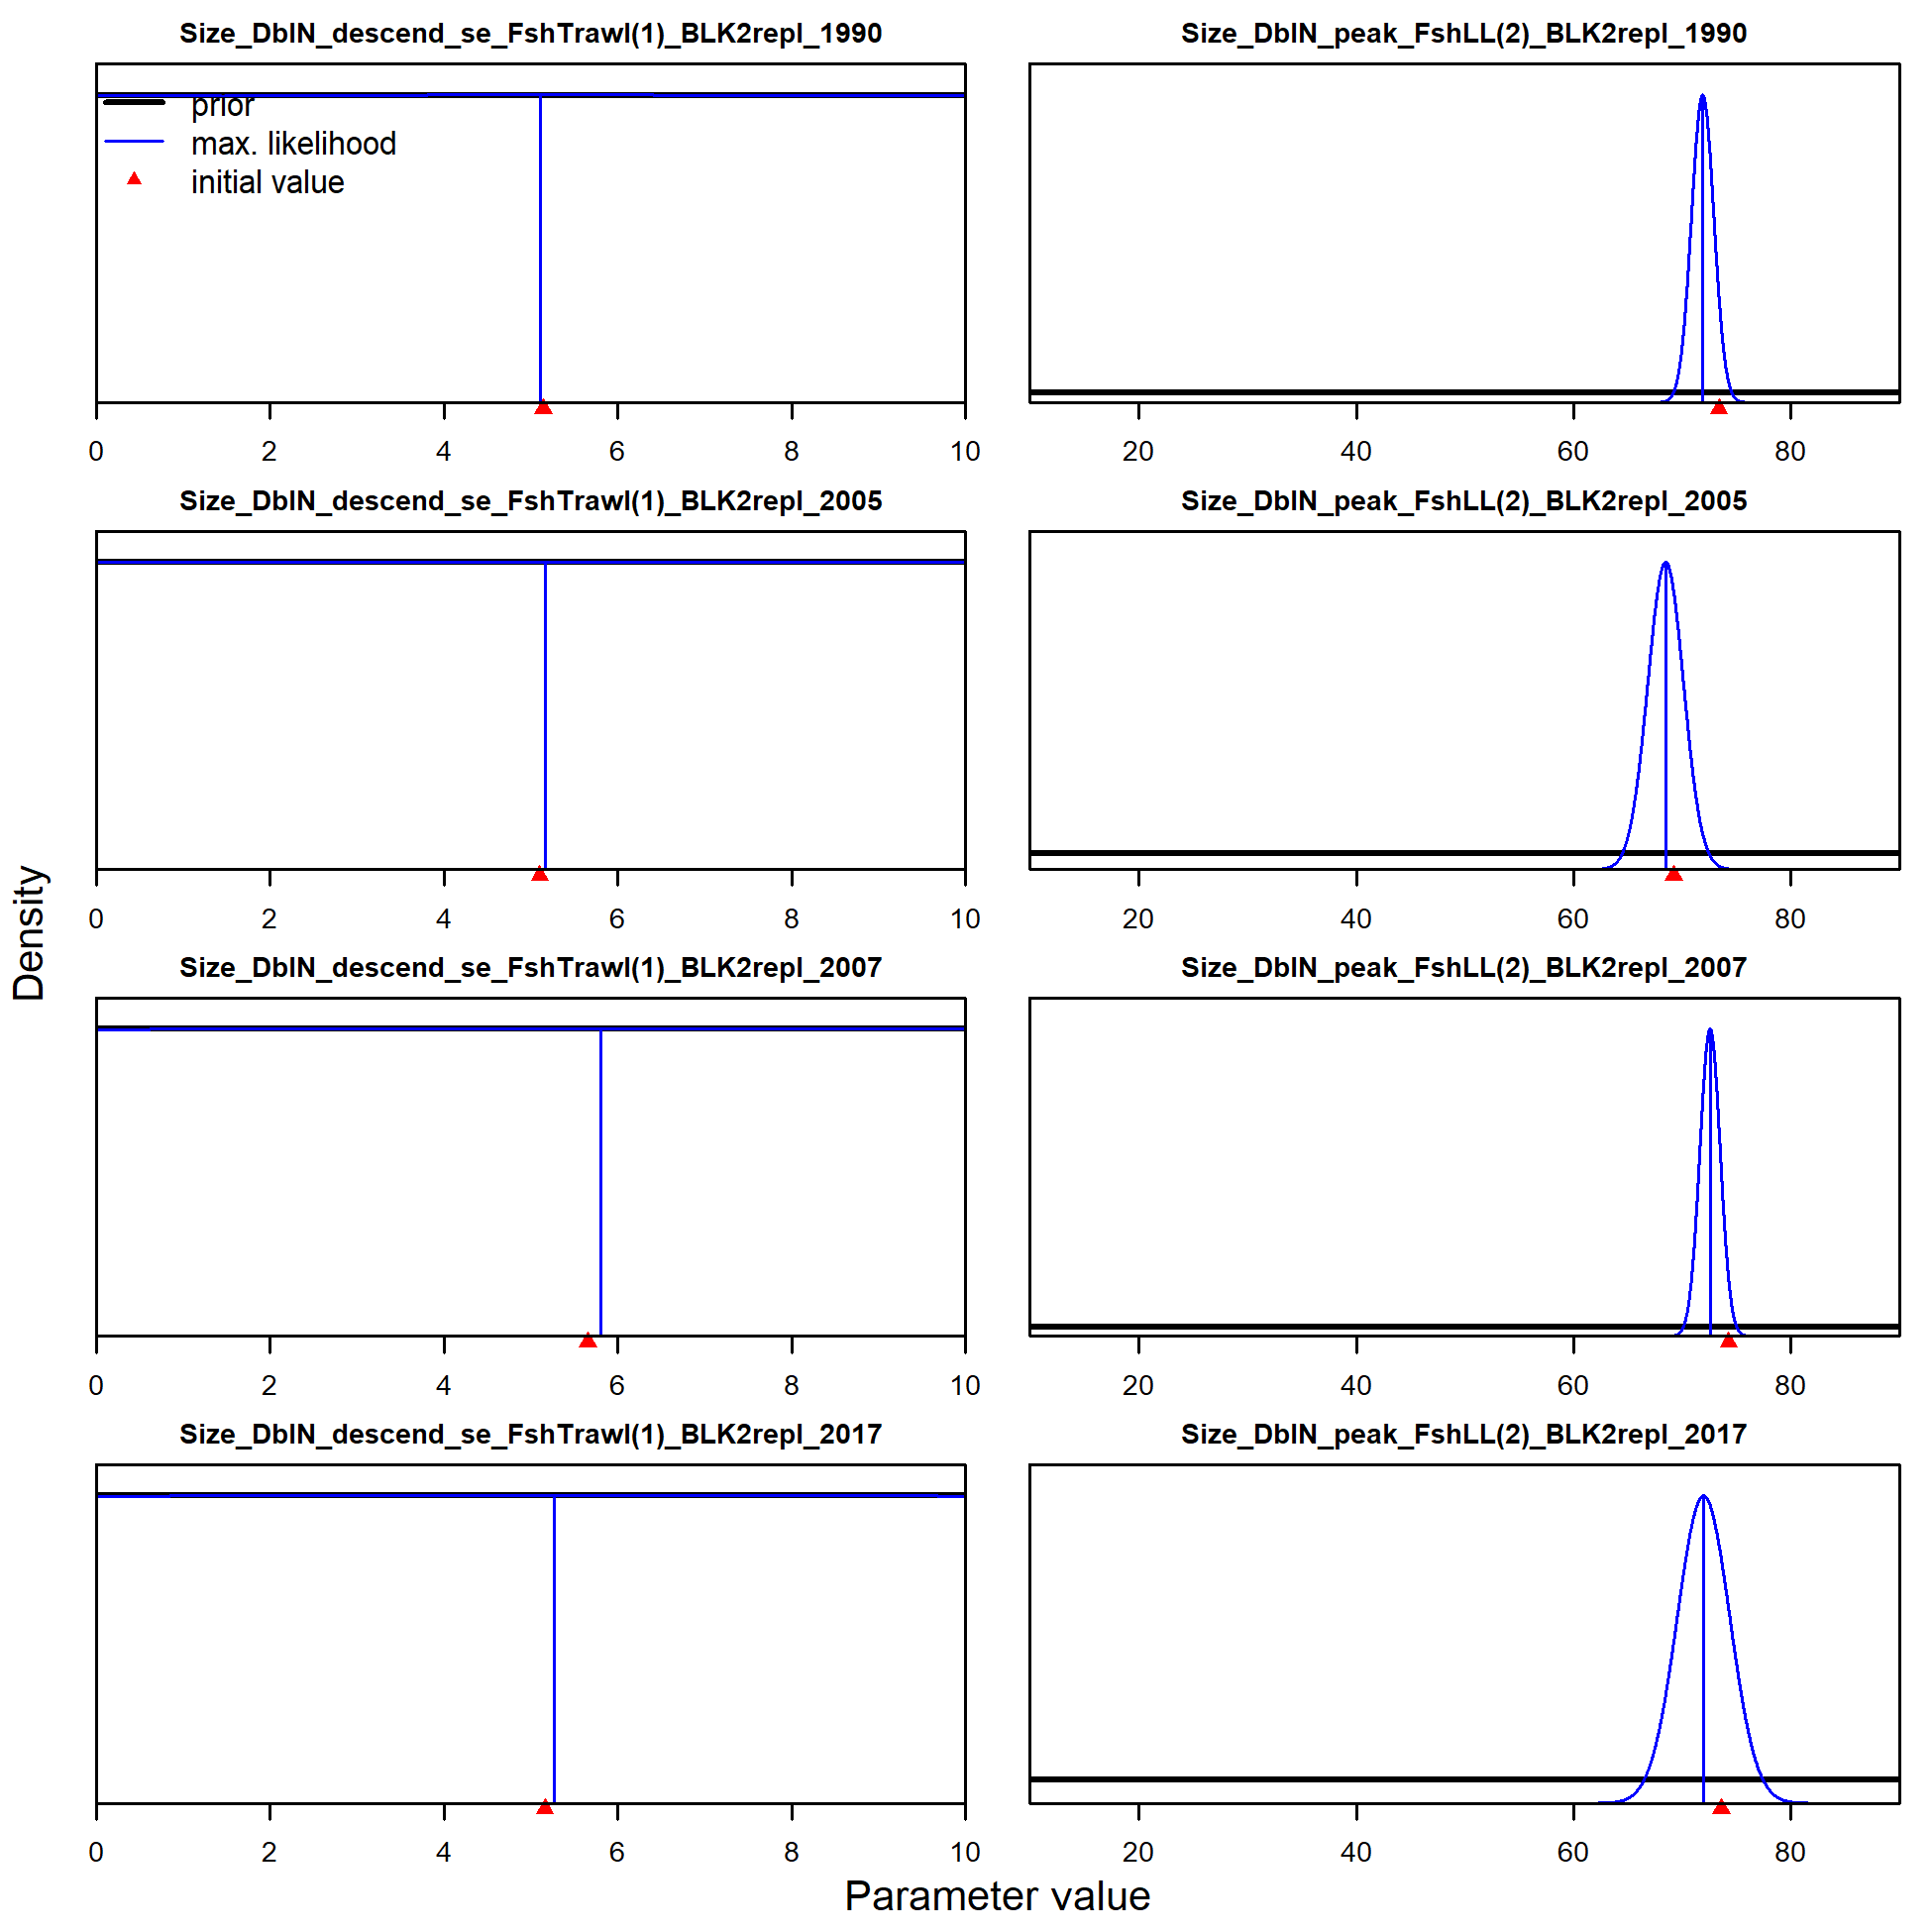 Size_DblN_descend_se_FshTrawl(1)_BLK2repl_1990
prior
max. likelihood
initial value
0 2 4 6 8 10
Size_DblN_peak_FshLL(2)_BLK2repl_1990
20 40 60 80
Size_DblN_descend_se_FshTrawl(1)_BLK2repl_2005
0 2 4 6 8 10
Size_DblN_peak_FshLL(2)_BLK2repl_2005
20 40 60 80
Size_DblN_descend_se_FshTrawl(1)_BLK2repl_2007
0 2 4 6 8 10
Size_DblN_peak_FshLL(2)_BLK2repl_2007
20 40 60 80
Size_DblN_descend_se_FshTrawl(1)_BLK2repl_2017
0 2 4 6 8 10
Size_DblN_peak_FshLL(2)_BLK2repl_2017
20 40 60 80
Density
Parameter value